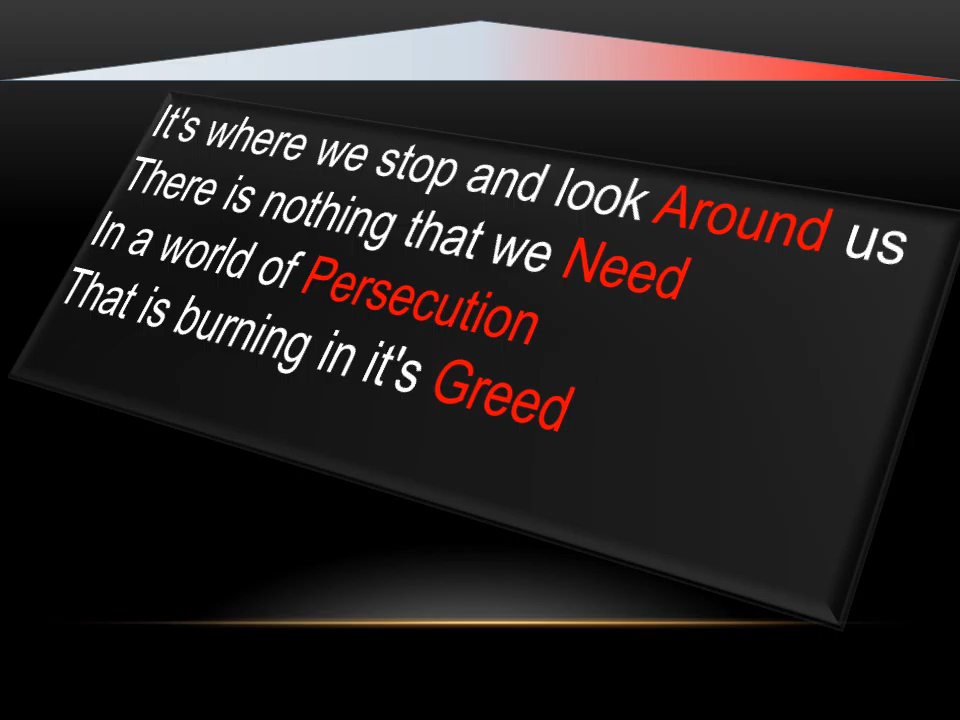 It's where we stop and look Around us
There is nothing that we Need
In a world of Persecution
That is burning in it's Greed